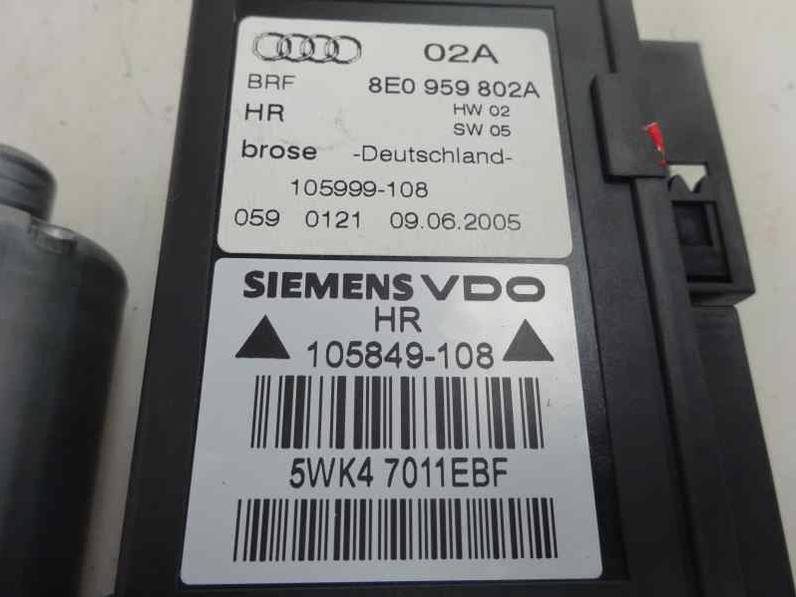 02A
BRF 8E0 959 802A
HR HW 02
SW 05
brose -Deutschland-
105999-108
059 0121 09.06.2005
SIEMENS VDO
HR
105849-108
5WK4 7011EBF